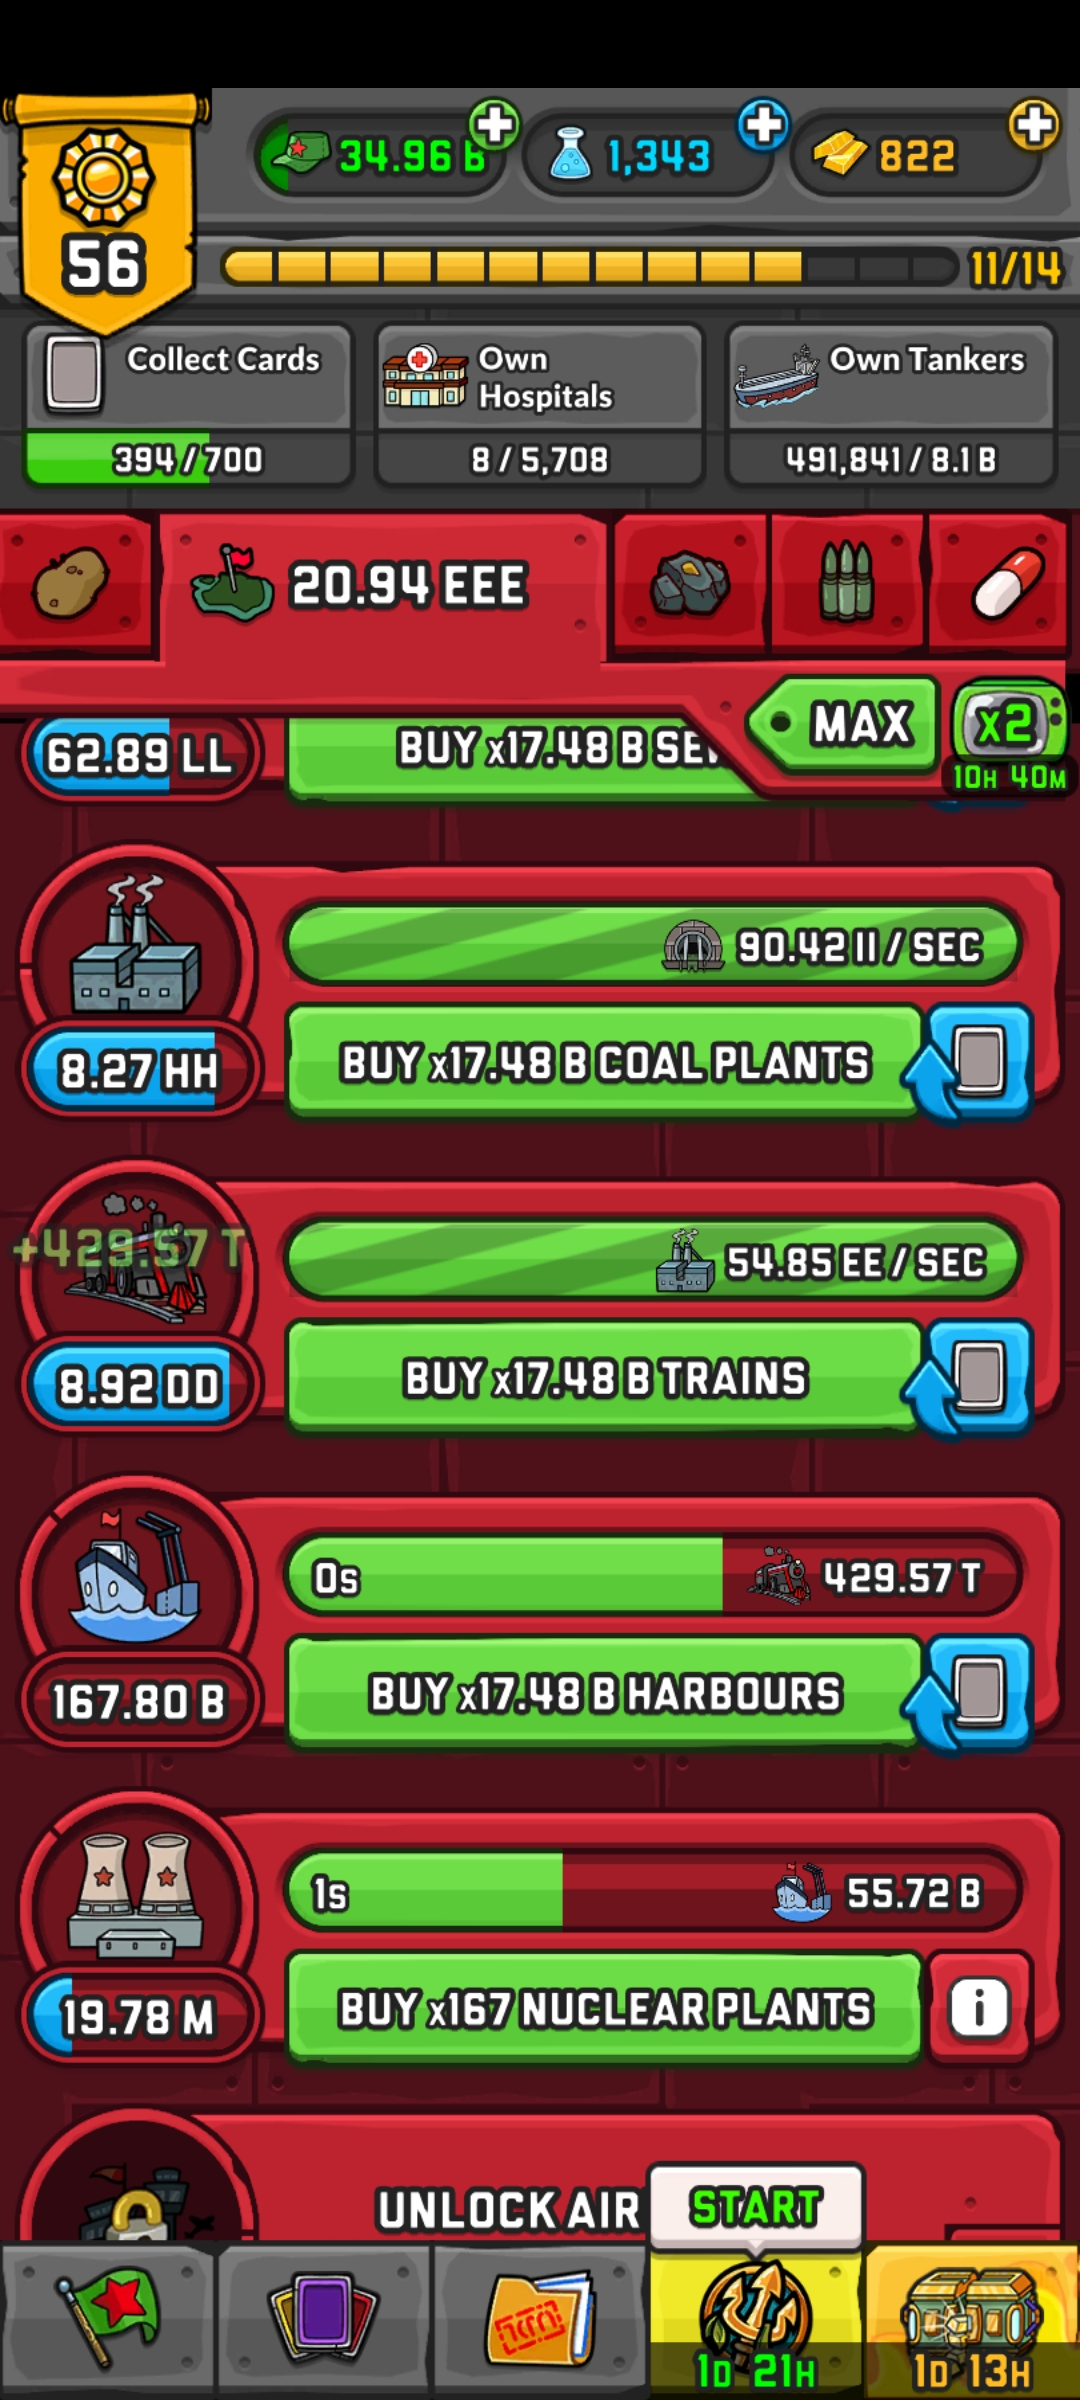 34.96 B
1,343
822
56
11/14
Collect Cards
394/700
Own
Hospitals
8/5,708
Own Tankers
491,841/8.1 B
20.94 EEE
MAX
x2
10H 40M
62.89 LL
BUY x17.48 B
90.42 II / SEC
8.27 HH
BUY x17.48 B COAL PLANTS
+429.57 T
54.85 EE / SEC
8.92 DD
BUY x17.48 B TRAINS
0s
429.57 T
167.80 B
BUY x17.48 B HARBOURS
1s
55.72 B
19.78 M
BUY x167 NUCLEAR PLANTS
i
UNLOCK AIR
START
1D 21H
1D 13H